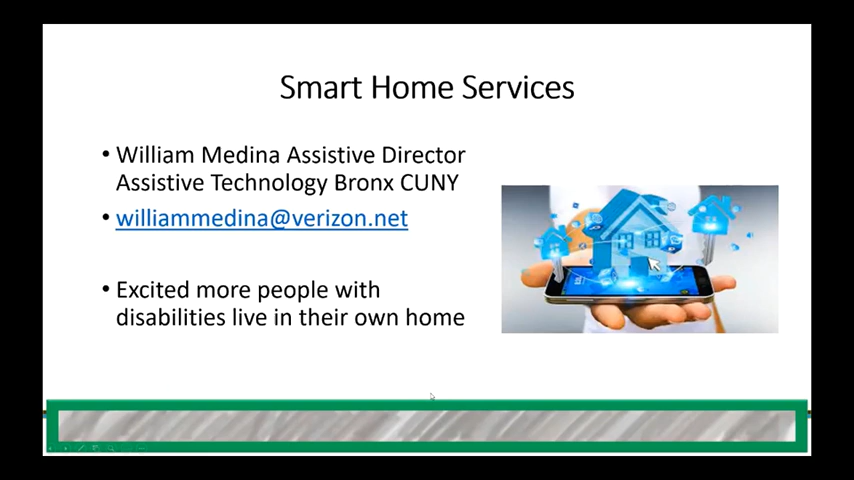 Smart Home Services
• William Medina Assistive Director
Assistive Technology Bronx CUNY
• williammedina@verizon.net
• Excited more people with
disabilities live in their own home